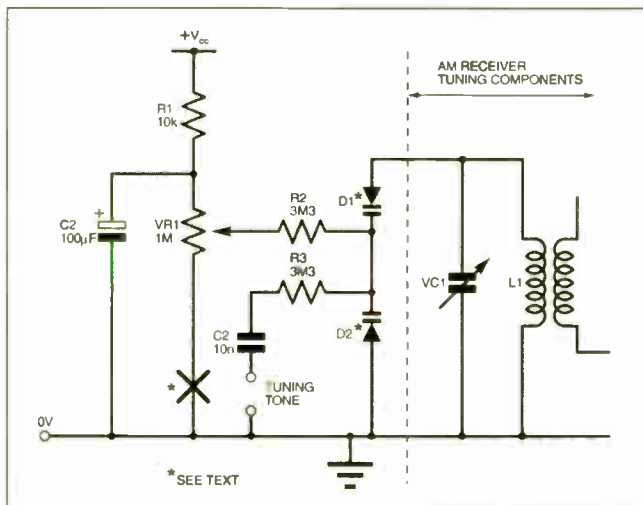 +Vcc
AM RECEIVER
TUNING COMPONENTS
R1
10k
R2
3M3
D1*
+
C2
100µF
VR1
1M
R3
3M3
VC1
L1
C2
10n
D2*
*
TUNING
TONE
0V
*SEE TEXT